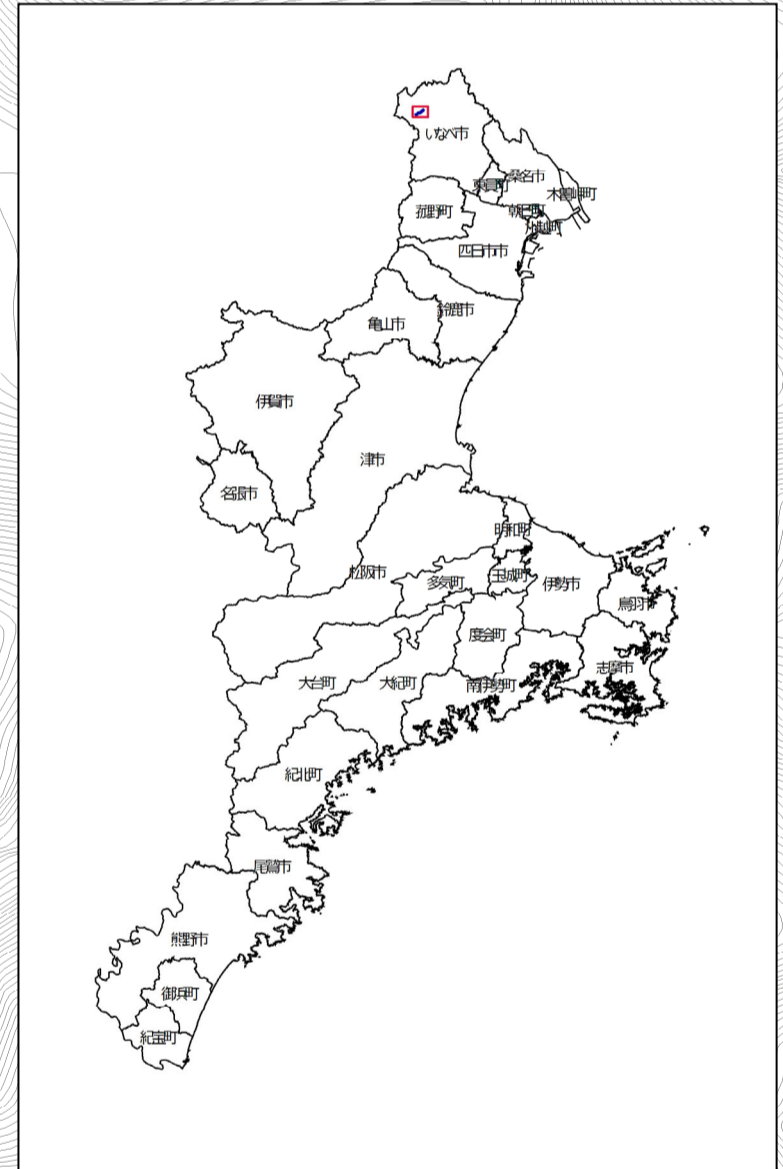 いなべ市
桑名市
東員町
木曽岬町
菰野町
朝日町
川越町
四日市市
鈴鹿市
亀山市
伊賀市
津市
名張市
明和町
松阪市
多気町
玉城町
伊勢市
鳥羽市
度会町
志摩市
大台町
大紀町
南伊勢町
紀北町
尾鷲市
熊野市
御浜町
紀宝町